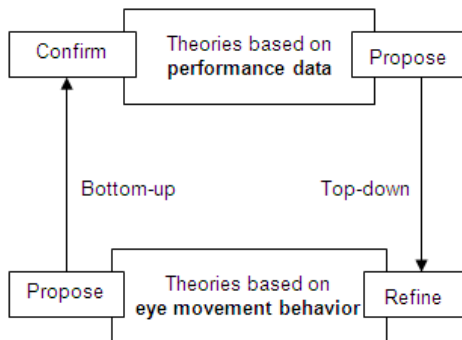 Confirm
Theories based on
performance data
Propose
Bottom-up
Top-down
Propose
Theories based on
eye movement behavior
Refine